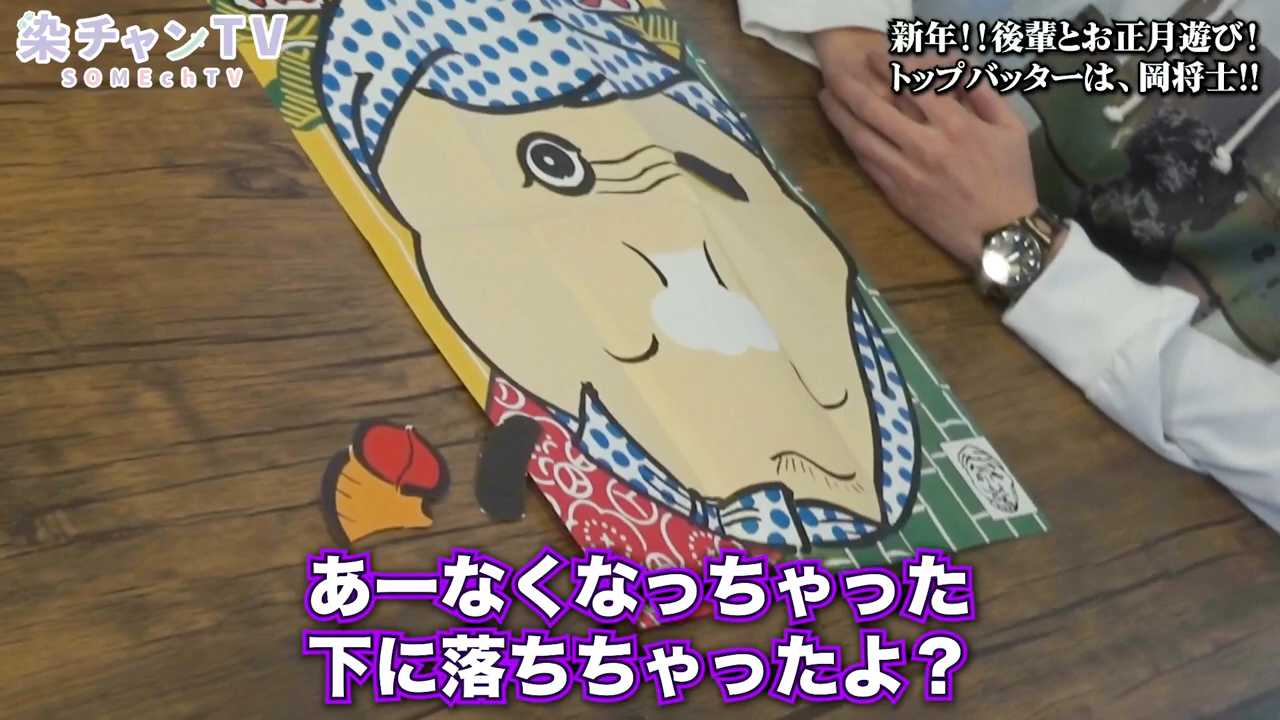 染チャンTV
SOMEchTV
新年!!後輩とお正月遊び!
トップバッターは、岡将士!!
あーなくなっちゃった
下に落ちちゃったよ？